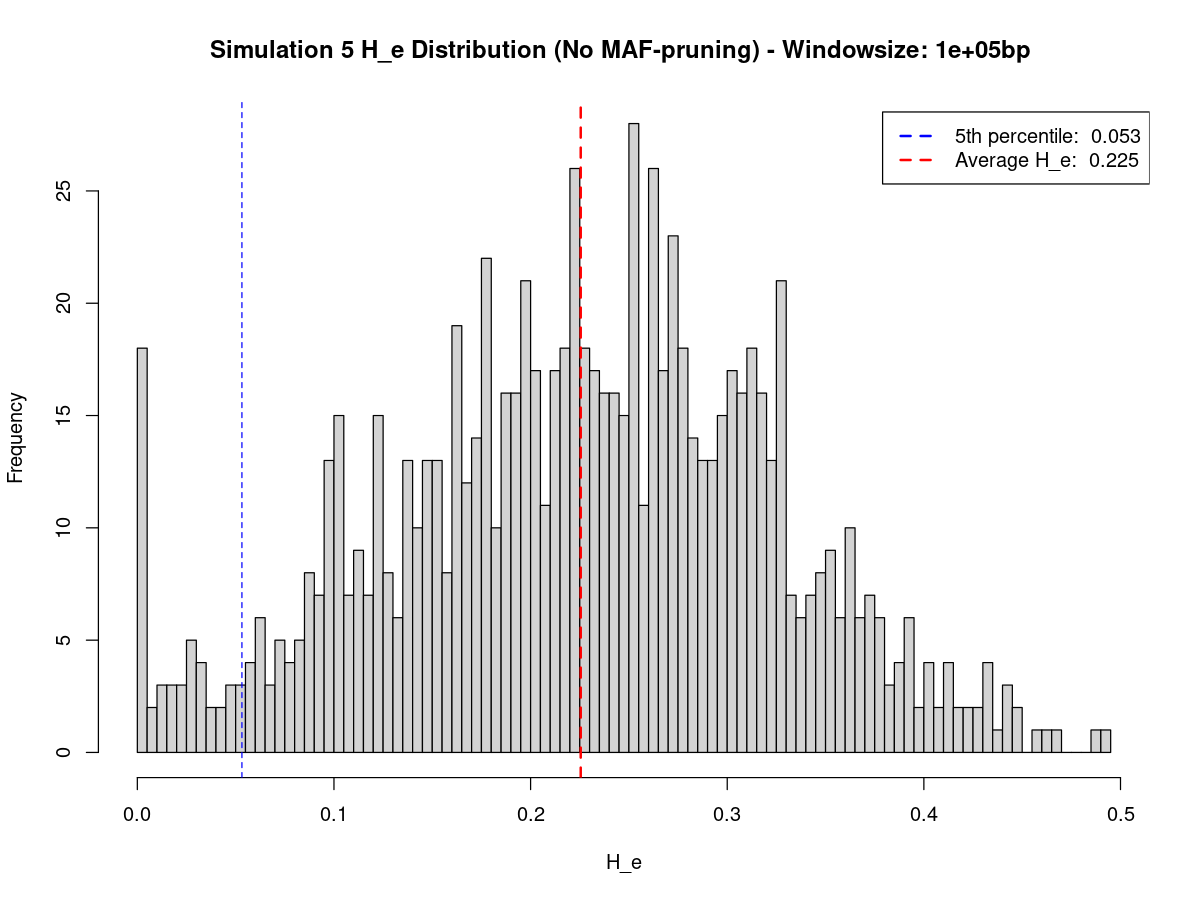 Simulation 5 H_e Distribution (No MAF-pruning) - Windowsize: 1e+05bp
5th percentile:  0.053
Average H_e:  0.225
Frequency
25
20
15
10
5
0
0.0 0.1 0.2 0.3 0.4 0.5
H_e